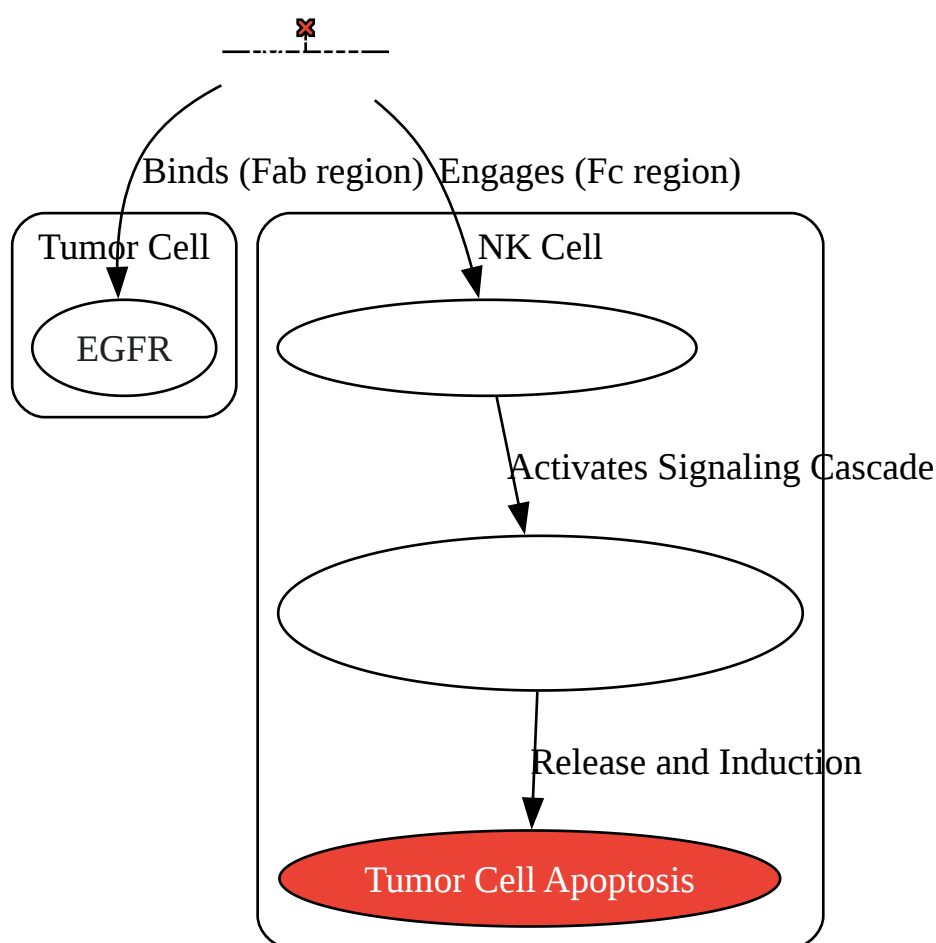 Binds (Fab region)
Engages (Fc region)
Tumor Cell
NK Cell
EGFR
Activates Signaling Cascade
Release and Induction
Tumor Cell Apoptosis